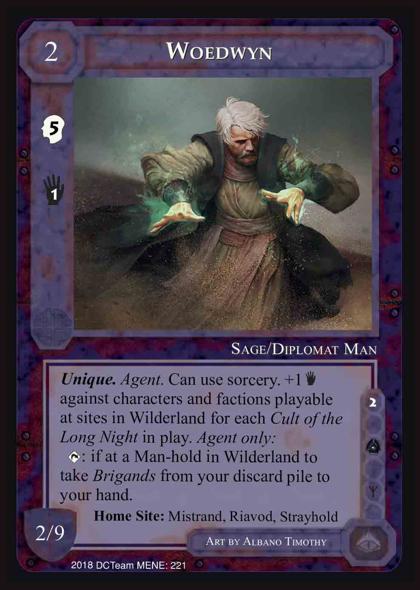 2
WOEDWYN
5
1
SAGE/DIPLOMAT MAN
Unique. Agent. Can use sorcery. +1
against characters and factions playable
at sites in Wilderland for each Cult of the
Long Night in play. Agent only:
: if at a Man-hold in Wilderland to
take Brigands from your discard pile to
your hand.
2
Home Site: Mistrand, Riavod, Strayhold
2/9
ART BY ALBANO TIMOTHY
2018 DCTeam MENE: 221